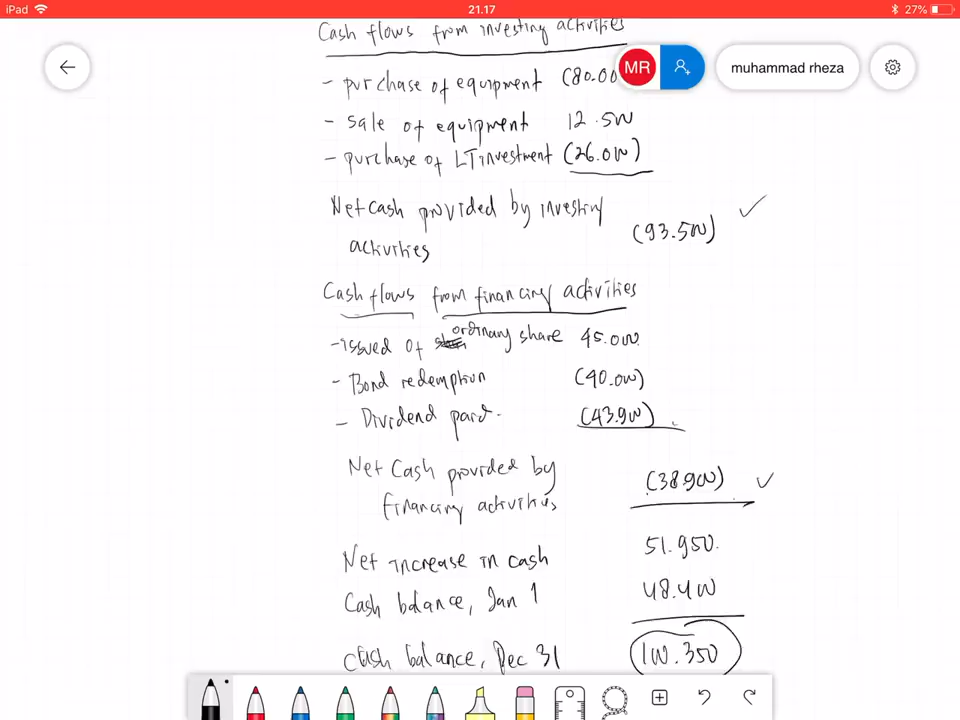 iPad 21.17 27%
Cash flows from investing activities
MR muhammad rheza
- purchase of equipment (80.00
- sale of equipment 12.500
- purchase of LT investment (26.000)
Net cash provided by investing
activities (93.500)
Cash flows from financing activities
- issued of ordinary share 45.000
- Bond redemption (40.000)
- Dividend paid. (43.900)
Net Cash provided by
financing activities (38.900)
Net increase in cash 51.950.
Cash balance, Jan 1 48.400
Cash balance, Dec 31 100.350